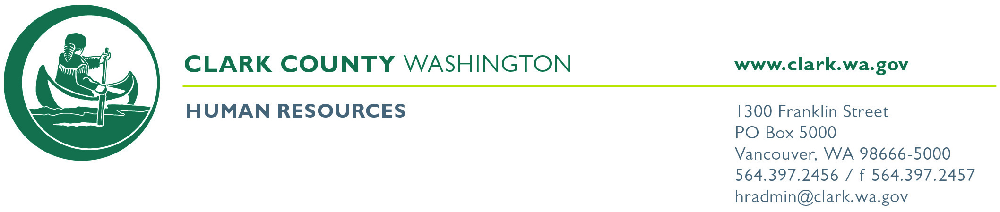 CLARK COUNTY WASHINGTON
www.clark.wa.gov
HUMAN RESOURCES
1300 Franklin Street
PO Box 5000
Vancouver, WA 98666-5000
564.397.2456 / f 564.397.2457
hradmin@clark.wa.gov